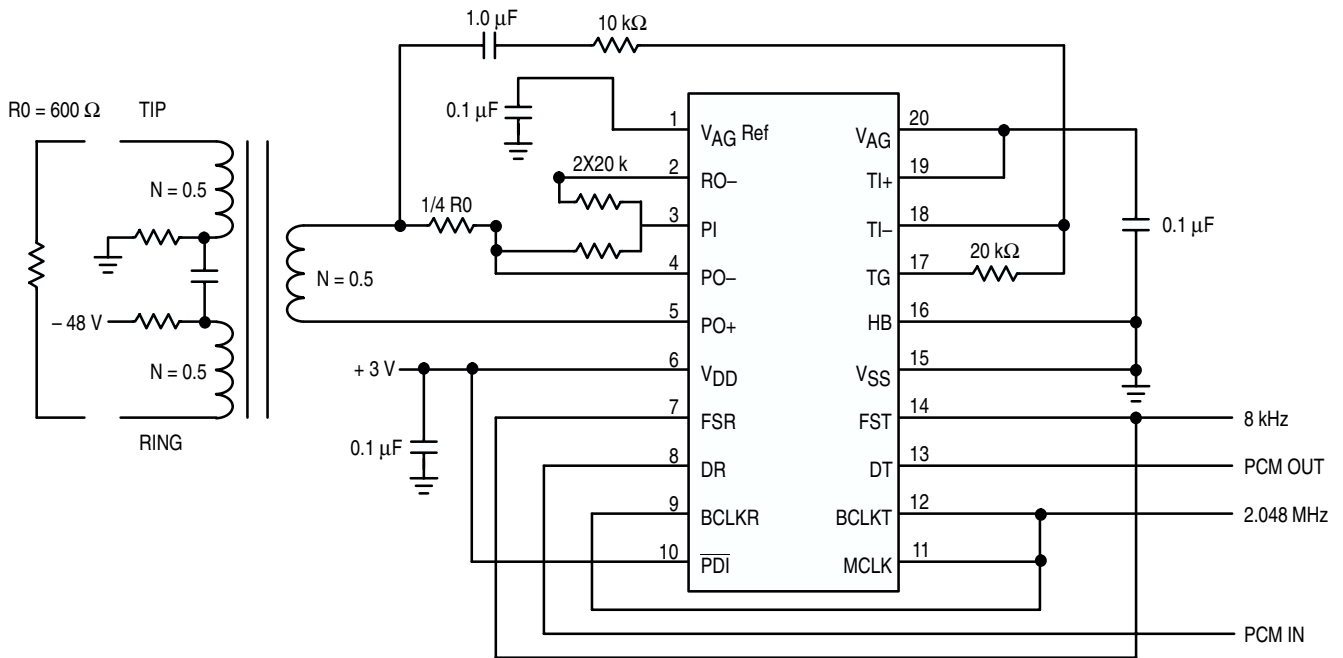 1.0 μF
10 kΩ
R0 = 600 Ω
TIP
0.1 μF
N = 0.5
1/4 R0
2X20 k
N = 0.5
– 48 V
N = 0.5
RING
+ 3 V
0.1 μF
1 VAG Ref
2 RO–
3 PI
4 PO–
5 PO+
6 VDD
7 FSR
8 DR
9 BCLKR
10 PDI
VAG 20
TI+ 19
TI– 18
TG 17
HB 16
VSS 15
FST 14
DT 13
BCLKT 12
MCLK 11
20 kΩ
0.1 μF
8 kHz
PCM OUT
2.048 MHz
PCM IN